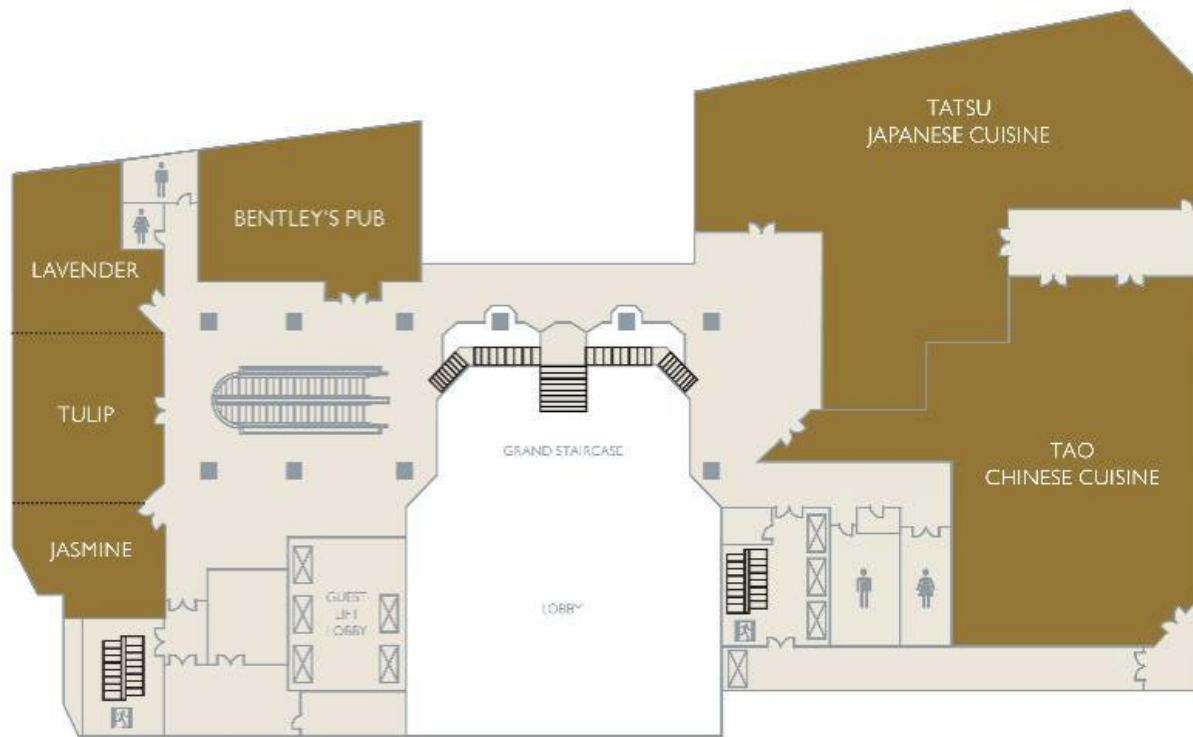 TATSU
JAPANESE CUISINE
BENTLEY'S PUB
LAVENDER
TULIP
GRAND STAIRCASE
TAO
CHINESE CUISINE
JASMINE
GUEST
LIFT
LOBBY
LOBBY